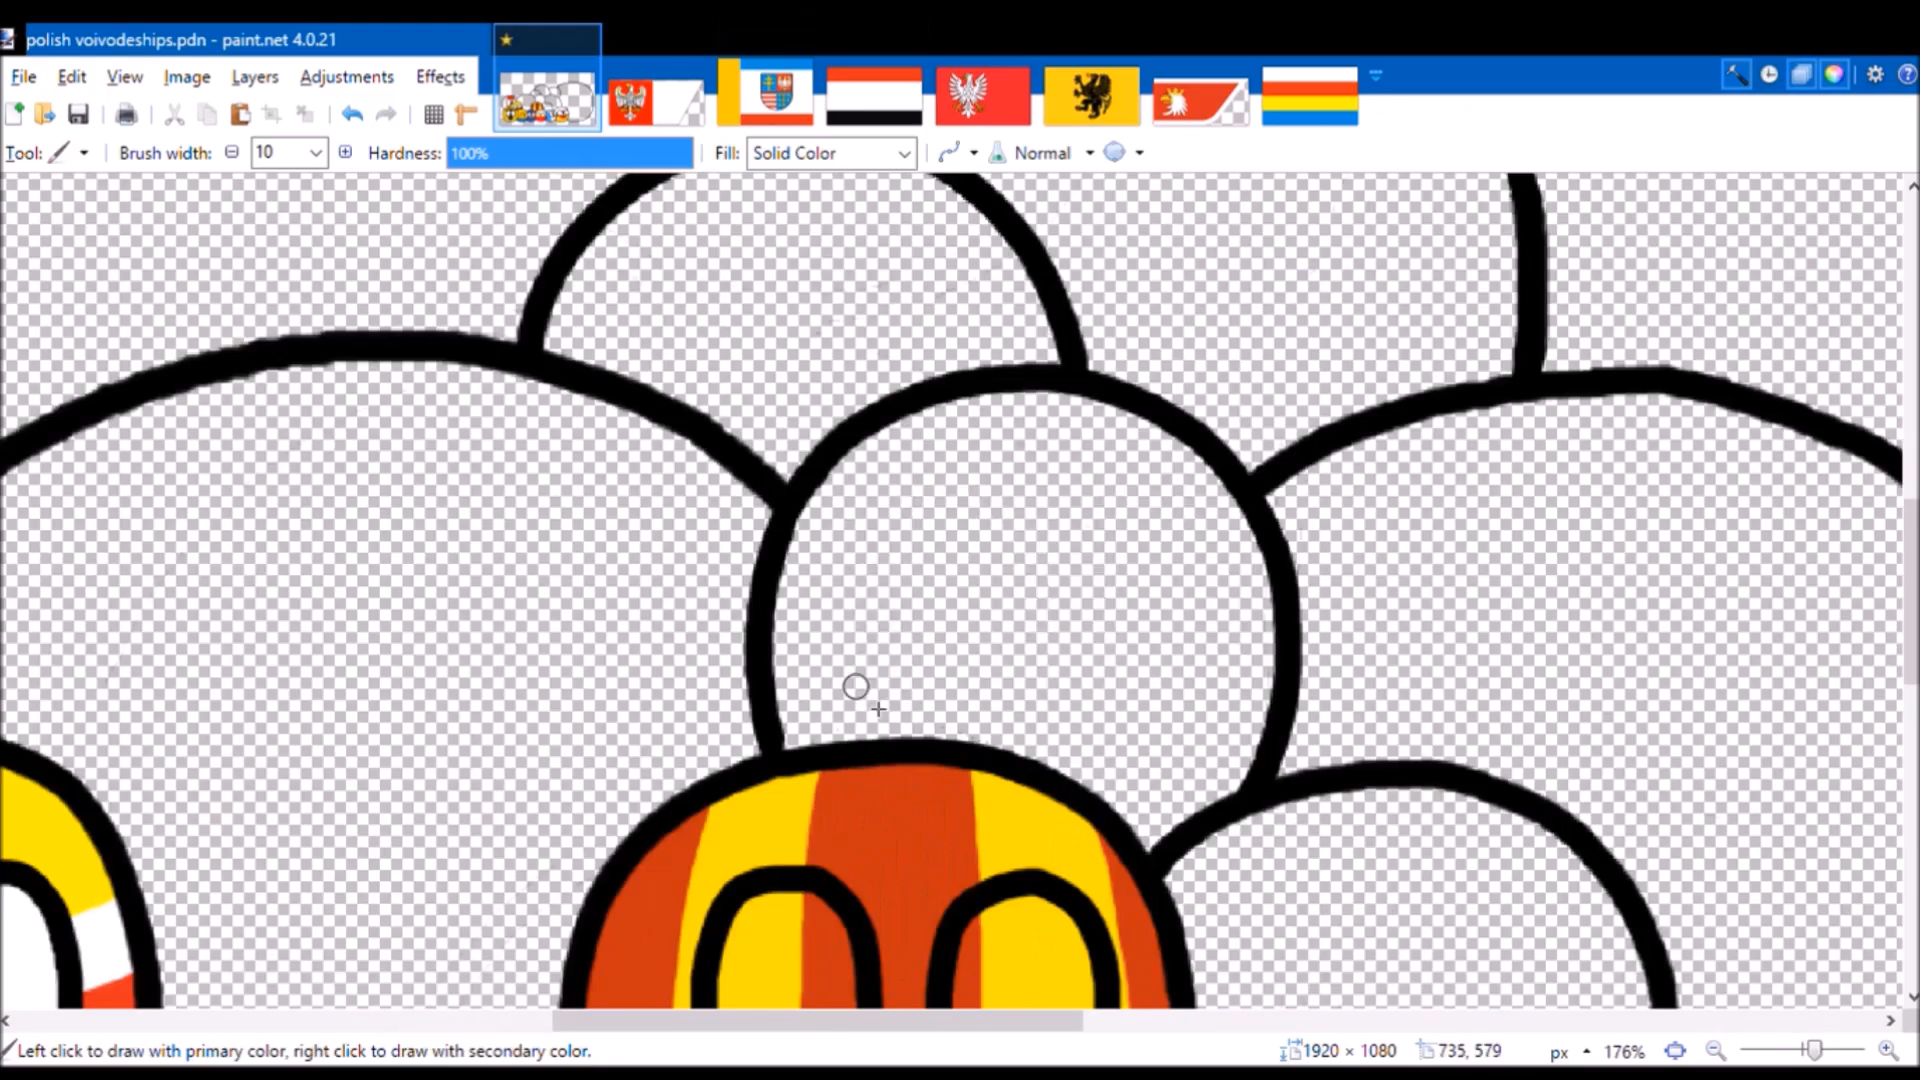 polish voivodeships.pdn - paint.net 4.0.21
File Edit View Image Layers Adjustments Effects
Tool: Brush width: 10 Hardness: 100% Fill: Solid Color Normal
Left click to draw with primary color, right click to draw with secondary color. 1920 × 1080 735, 579 px 176%